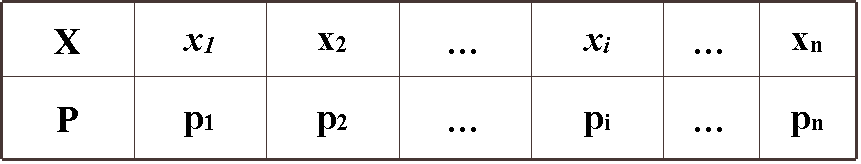 X x₁ x₂ ... xᵢ ... xₙ
P p₁ p₂ ... pᵢ ... pₙ